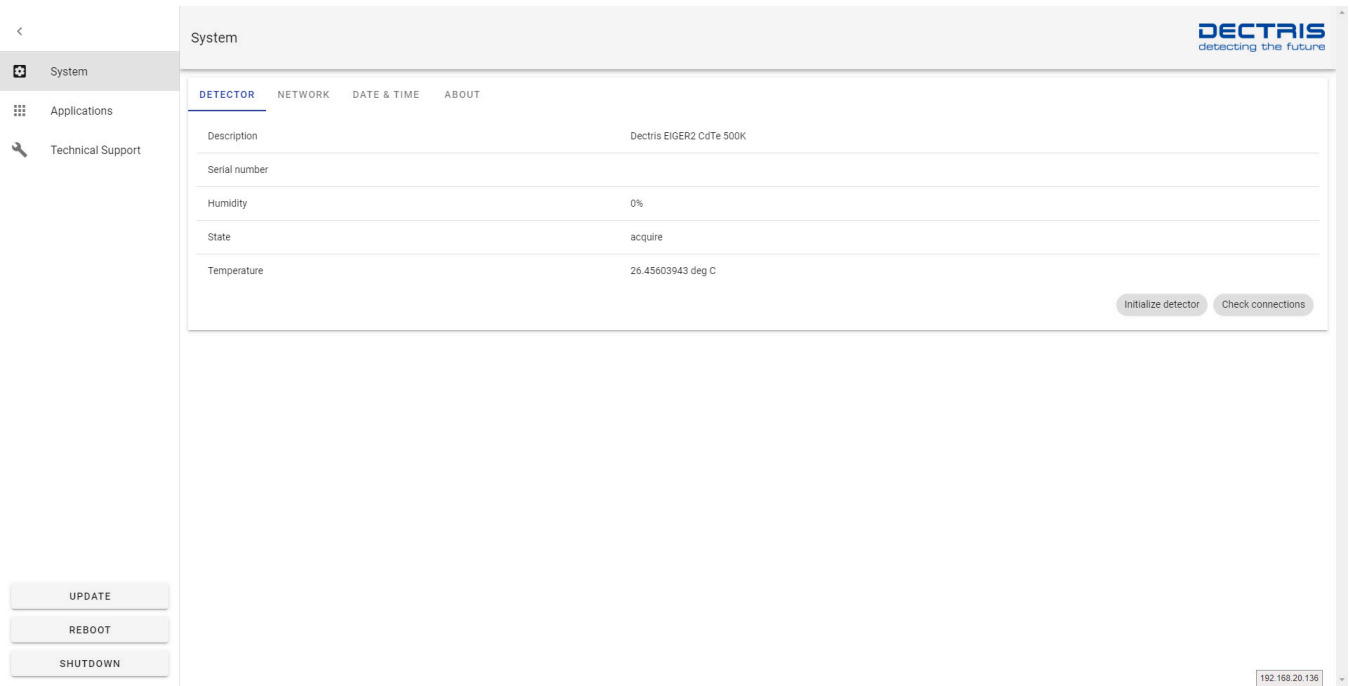 System
DECTRIS
detecting the future
System
Applications
Technical Support
DETECTOR NETWORK DATE & TIME ABOUT
Description Dectris EIGER2 CdTe 500K
Serial number
Humidity 0%
State acquire
Temperature 26.45603943 deg C
Initialize detector Check connections
UPDATE
REBOOT
SHUTDOWN
192.168.20.136